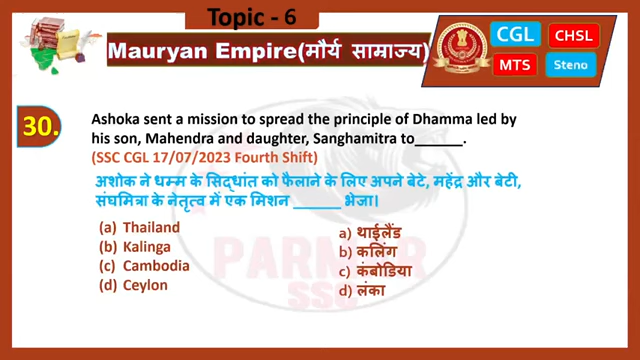 Topic - 6
Mauryan Empire(मौर्य साम्राज्य)
CGL
CHSL
MTS
Steno
30.
Ashoka sent a mission to spread the principle of Dhamma led by
his son, Mahendra and daughter, Sanghamitra to______.
(SSC CGL 17/07/2023 Fourth Shift)
अशोक ने धम्म के सिद्धांत को फैलाने के लिए अपने बेटे, महेंद्र और बेटी,
संघमित्रा के नेतृत्व में एक मिशन ______ भेजा।
(a) Thailand
(b) Kalinga
(c) Cambodia
(d) Ceylon
a) थाईलैंड
b) कलिंग
c) कंबोडिया
d) लंका
PARMAR
SSC